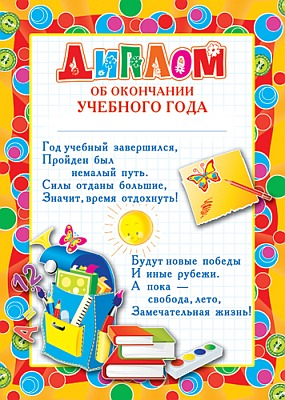 ДИПЛОМ
ОБ ОКОНЧАНИИ
УЧЕБНОГО ГОДА
Год учебный завершился,
Пройден был
немалый путь.
Силы отданы большие,
Значит, время отдохнуть!
Будут новые победы
И иные рубежи.
А пока —
свобода, лето,
Замечательная жизнь!